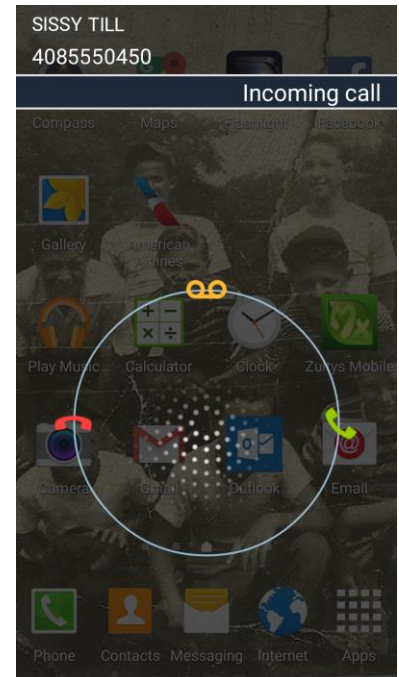 SISSY TILL
4085550450
Incoming call
Compass Maps Flashlight Facebook
Gallery American
Airlines
Play Music Calculator Clock Zurlys Mobile
Camera Gmail Outlook Email
Phone Contacts Messaging Internet Apps